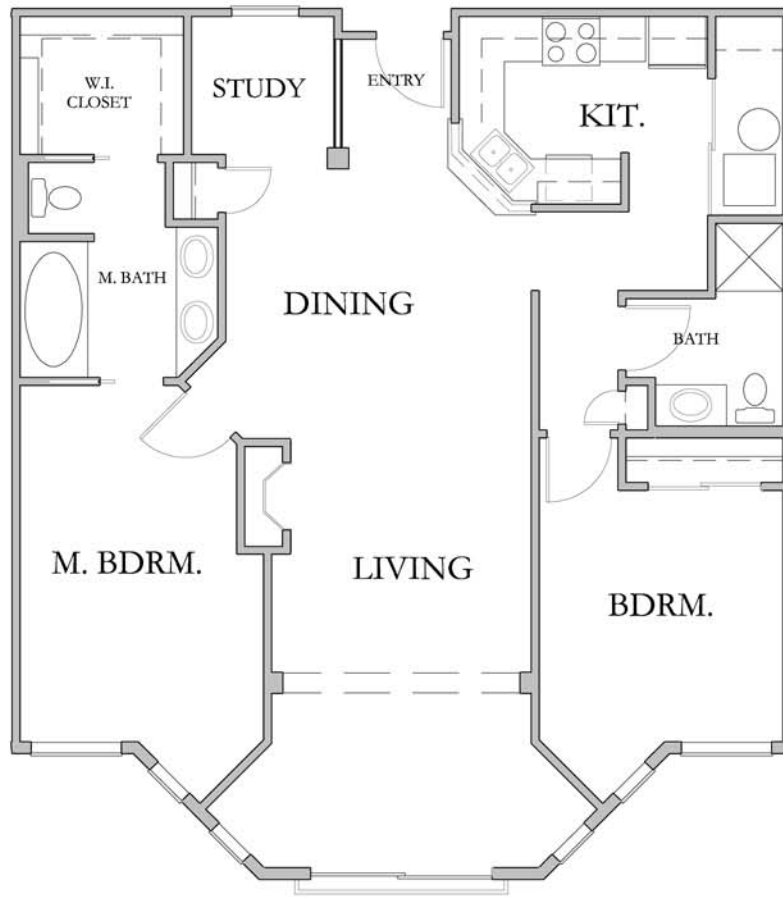 W.I.
CLOSET
STUDY
ENTRY
KIT.
M. BATH
DINING
BATH
M. BDRM.
LIVING
BDRM.